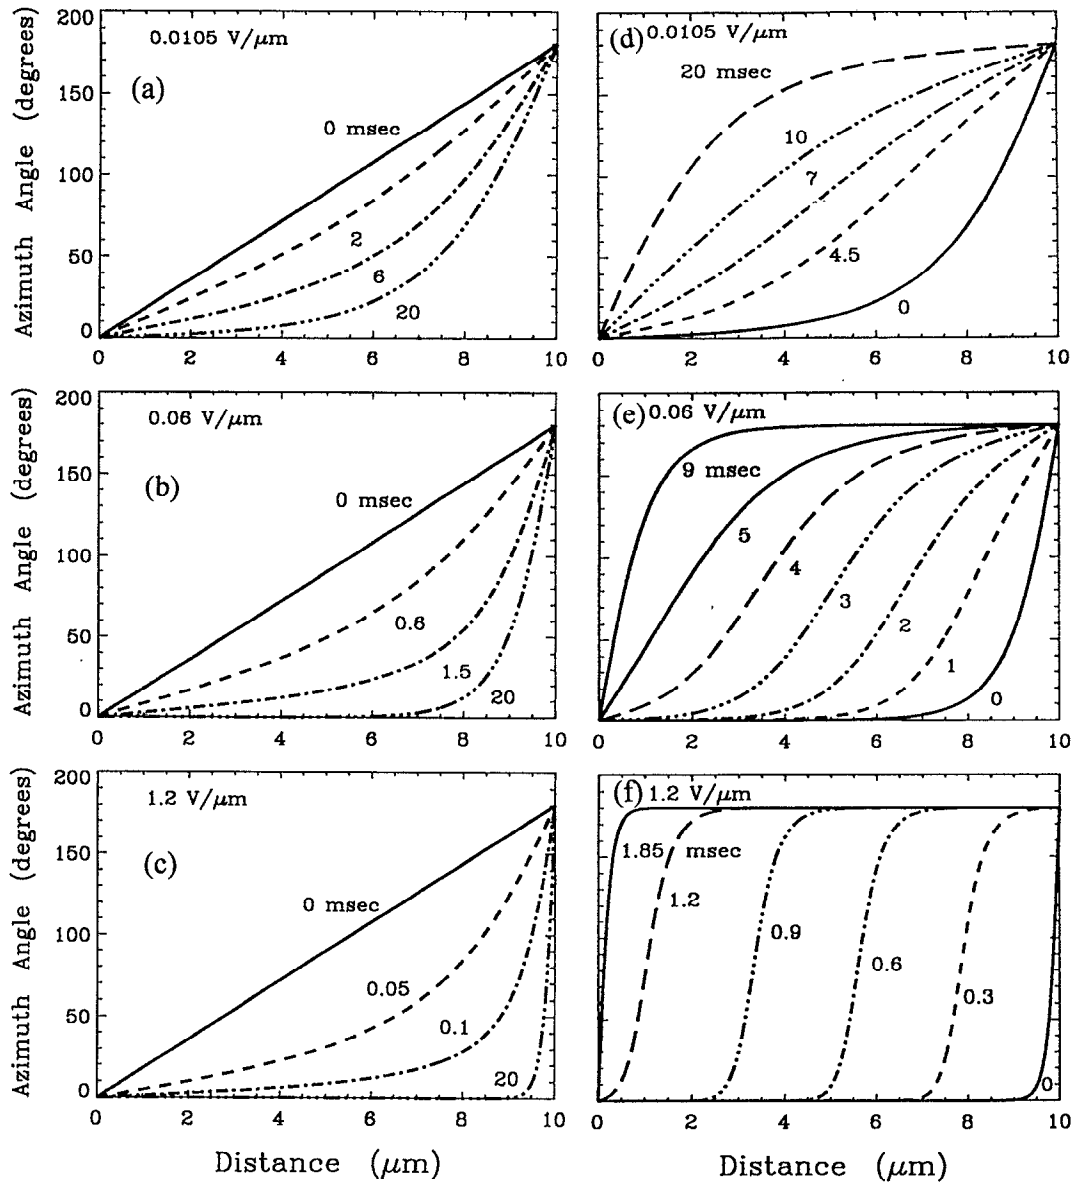 200
150
100
50
0
Azimuth Angle (degrees)
0.0105 V/μm
(a)
0 msec
2
6
20
0 2 4 6 8 10
(d) 0.0105 V/μm
20 msec
10
7
4.5
0
0 2 4 6 8 10
200
150
100
50
0
Azimuth Angle (degrees)
0.06 V/μm
(b)
0 msec
0.6
1.5
20
0 2 4 6 8 10
(e) 0.06 V/μm
9 msec
5
4
3
2
1
0
0 2 4 6 8 10
200
150
100
50
0
Azimuth Angle (degrees)
1.2 V/μm
(c)
0 msec
0.05
0.1
20
0 2 4 6 8 10
Distance (μm)
(f) 1.2 V/μm
1.85 msec
1.2
0.9
0.6
0.3
0
0 2 4 6 8 10
Distance (μm)